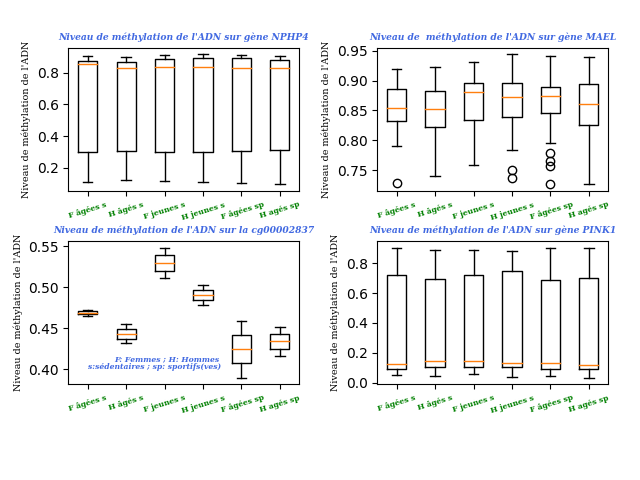 Niveau de méthylation de l'ADN sur gène NPHP4
Niveau de méthylation de l'ADN
0.8
0.6
0.4
0.2
F âgées s
H âgés s
F jeunes s
H jeunes s
F âgées sp
H agés sp
Niveau de  méthylation de l'ADN sur gène MAEL
Niveau de méthylation de l'ADN
0.95
0.90
0.85
0.80
0.75
F âgées s
H âgés s
F jeunes s
H jeunes s
F âgées sp
H agés sp
Niveau de méthylation de l'ADN sur la cg00002837
Niveau de méthylation de l'ADN
0.55
0.50
0.45
0.40
F: Femmes ; H: Hommes
s:sédentaires ; sp: sportifs(ves)
F âgées s
H âgés s
F jeunes s
H jeunes s
F âgées sp
H agés sp
Niveau de méthylation de l'ADN sur gène PINK1
Niveau de méthylation de l'ADN
0.8
0.6
0.4
0.2
0.0
F âgées s
H âgés s
F jeunes s
H jeunes s
F âgées sp
H agés sp